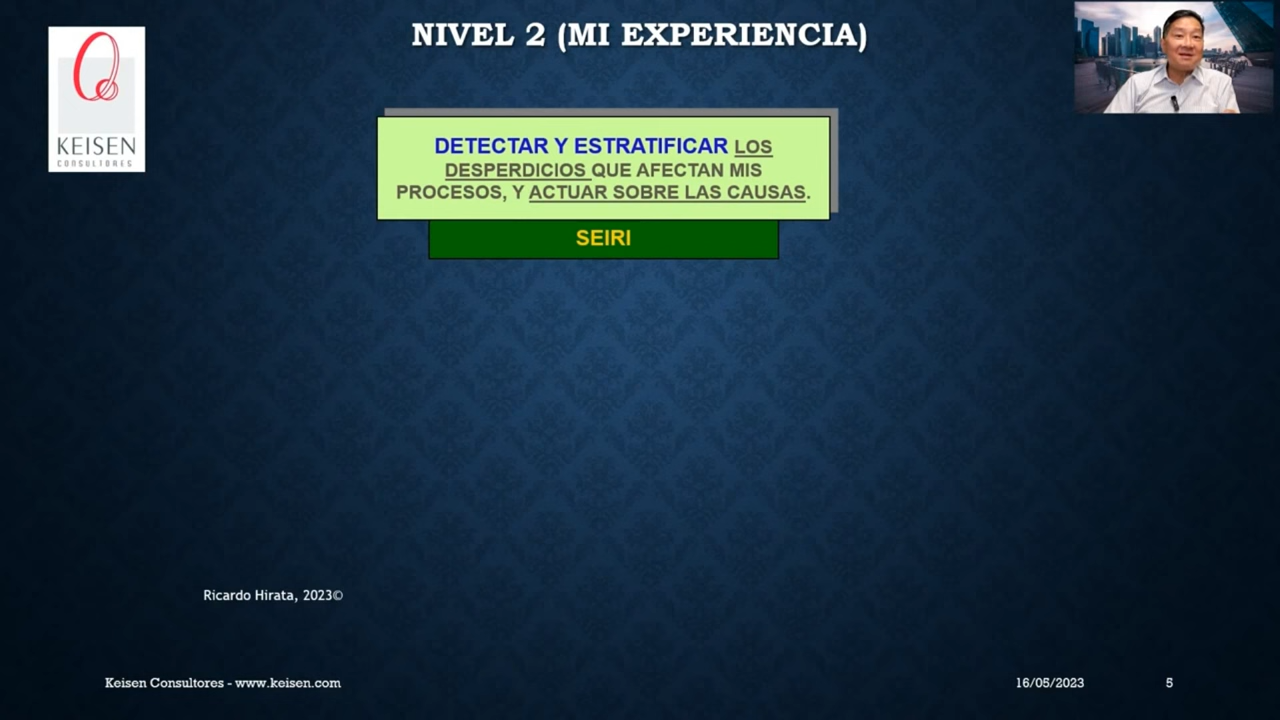 NIVEL 2 (MI EXPERIENCIA)
KEISEN
CONSULTORES
DETECTAR Y ESTRATIFICAR LOS
DESPERDICIOS QUE AFECTAN MIS
PROCESOS, Y ACTUAR SOBRE LAS CAUSAS.
SEIRI
Ricardo Hirata, 2023©
Keisen Consultores - www.keisen.com
16/05/2023
5